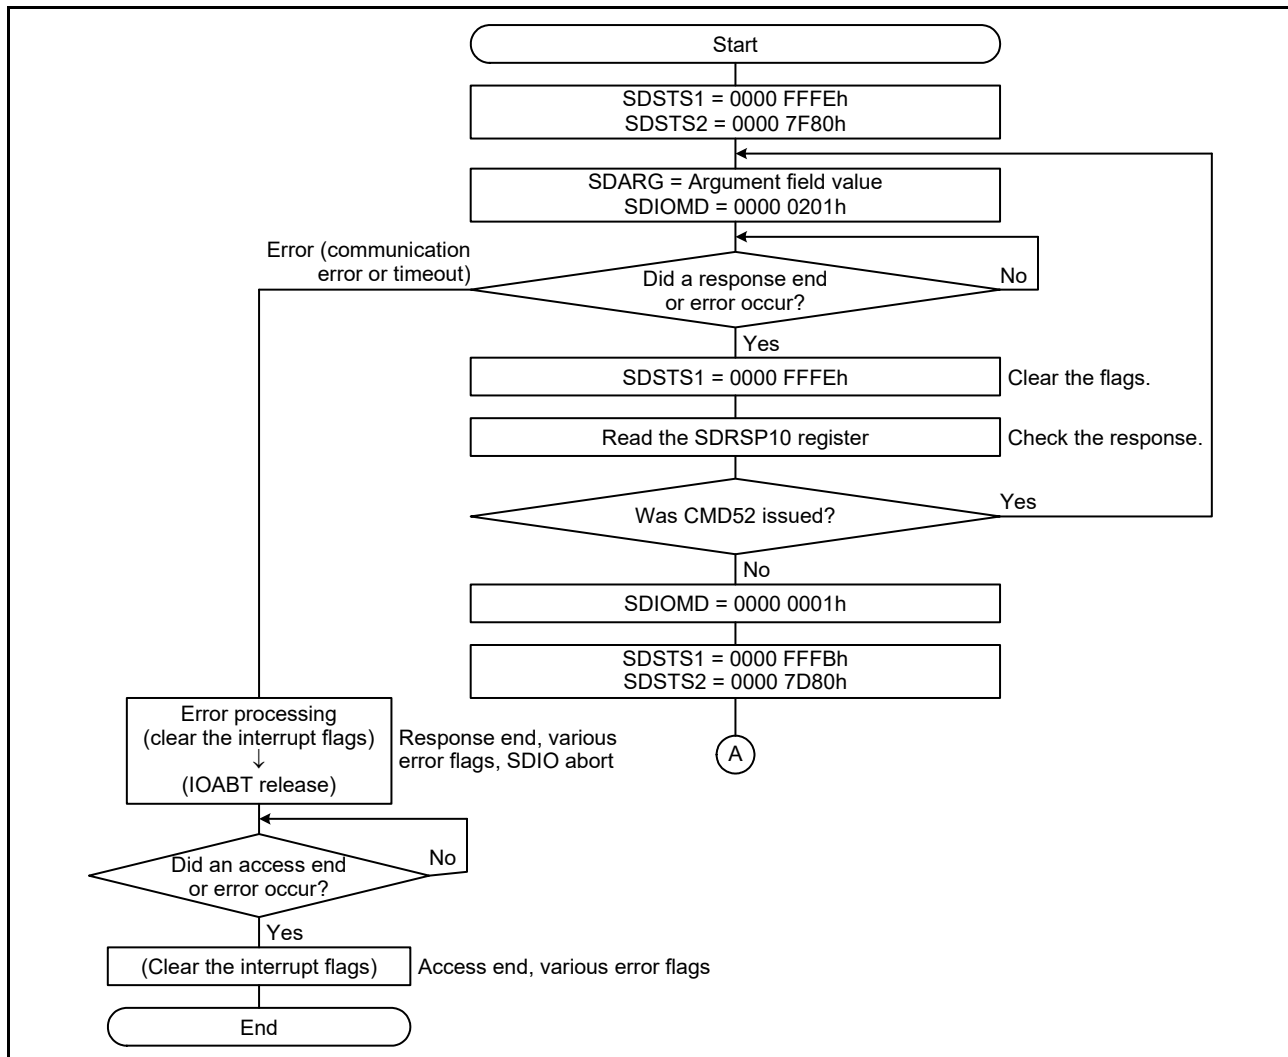 Start
SDSTS1 = 0000 FFFEh
SDSTS2 = 0000 7F80h
SDARG = Argument field value
SDIOMD = 0000 0201h
Error (communication
error or timeout)
Did a response end
or error occur?
No
Yes
SDSTS1 = 0000 FFFEh
Clear the flags.
Read the SDRSP10 register
Check the response.
Was CMD52 issued?
Yes
No
SDIOMD = 0000 0001h
SDSTS1 = 0000 FFFBh
SDSTS2 = 0000 7D80h
A
Error processing
(clear the interrupt flags)
↓
(IOABT release)
Response end, various
error flags, SDIO abort
Did an access end
or error occur?
No
Yes
(Clear the interrupt flags)
Access end, various error flags
End